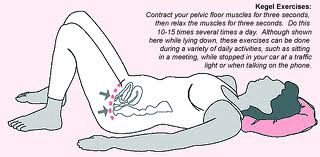 Kegel Exercises:
Contract your pelvic floor muscles for three seconds,
then relax the muscles for three seconds.  Do this
10-15 times several times a day.  Although shown
here while lying down, these exercises can be done
during a variety of daily activities, such as sitting
in a meeting, while stopped in your car at a traffic
light or when talking on the phone.